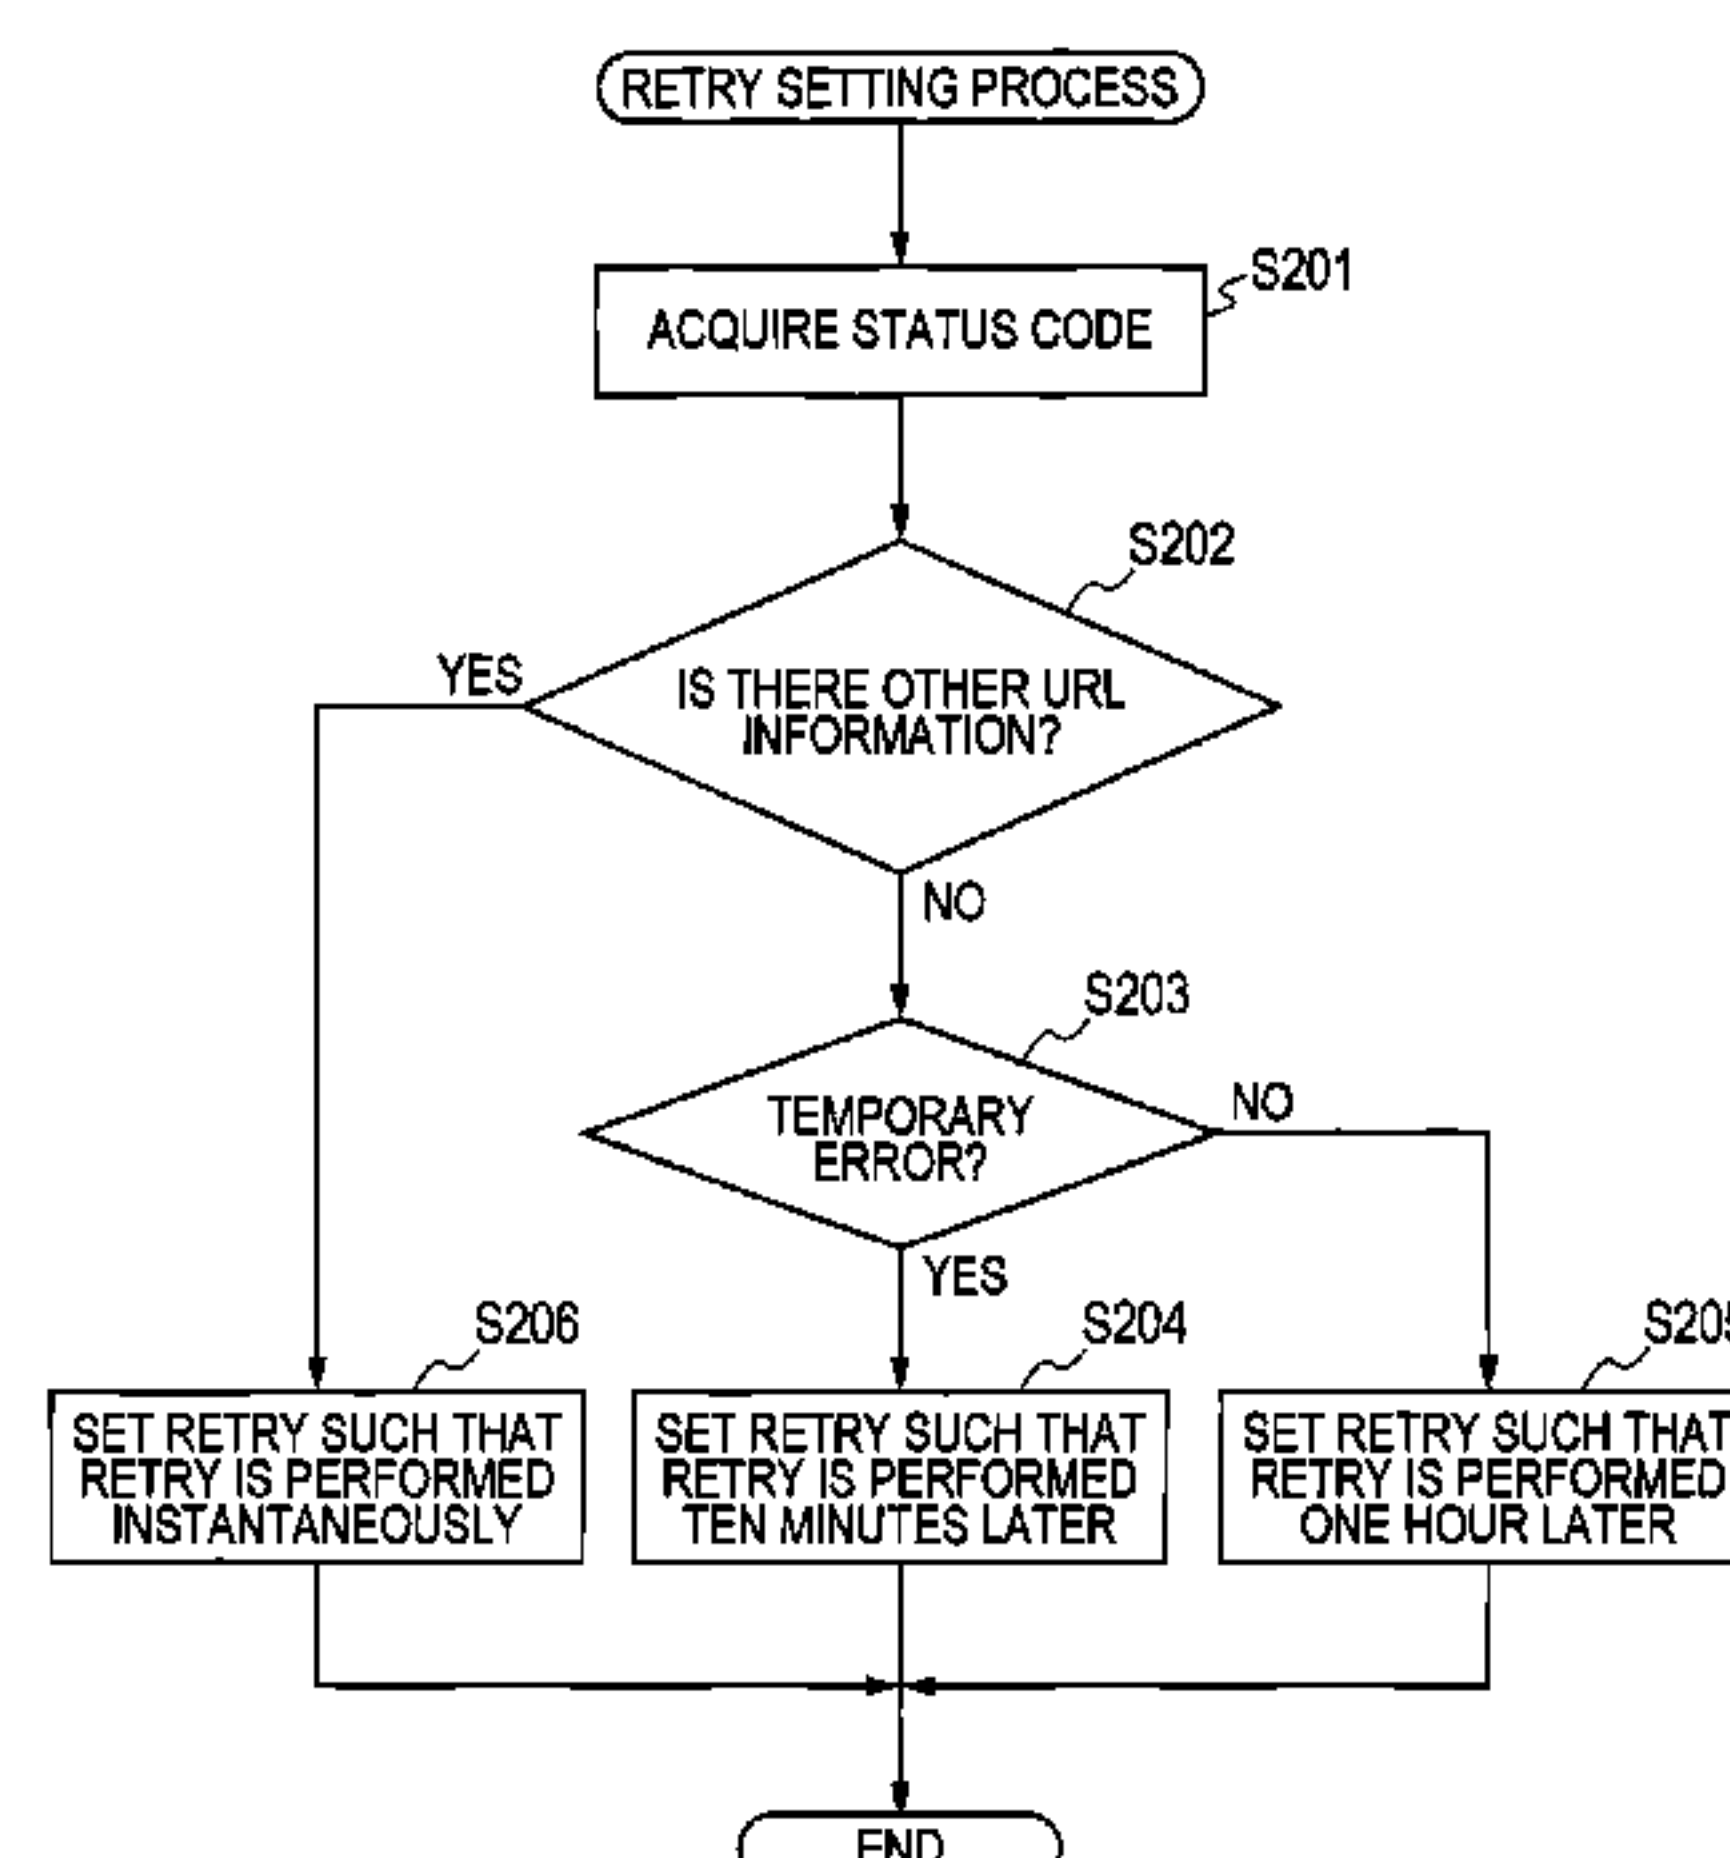 RETRY SETTING PROCESS
S201
ACQUIRE STATUS CODE
S202
YES
IS THERE OTHER URL
INFORMATION?
NO
S203
NO
TEMPORARY
ERROR?
YES
S206
S204
S205
SET RETRY SUCH THAT
RETRY IS PERFORMED
INSTANTANEOUSLY
SET RETRY SUCH THAT
RETRY IS PERFORMED
TEN MINUTES LATER
SET RETRY SUCH THAT
RETRY IS PERFORMED
ONE HOUR LATER
END